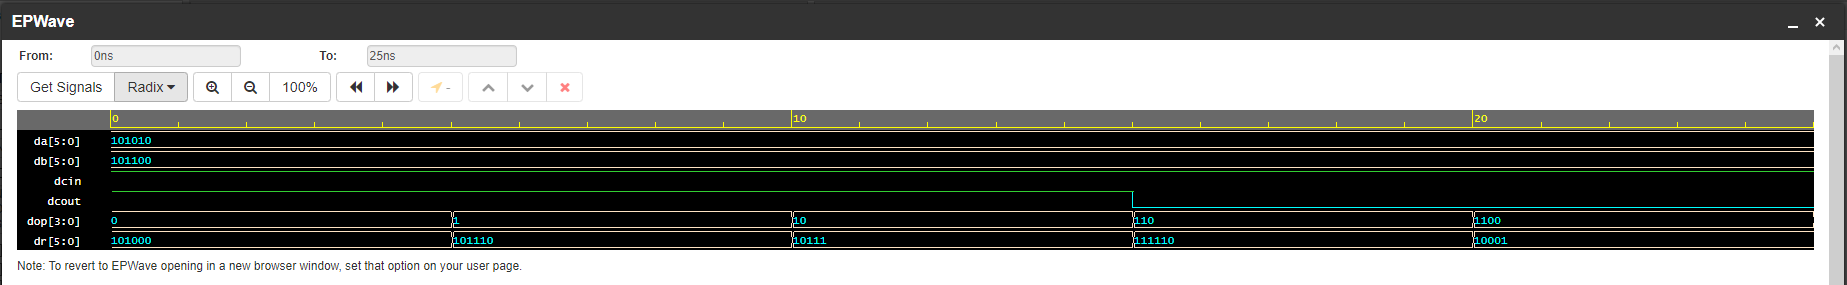 EPWave
From: 0ns To: 25ns
Get Signals Radix 100% -
0 10 20
da[5:0] 101010
db[5:0] 101100
dcin
dcout
dop[3:0] 0 1 10 110 1100
dr[5:0] 101000 101110 10111 111110 10001
Note: To revert to EPWave opening in a new browser window, set that option on your user page.